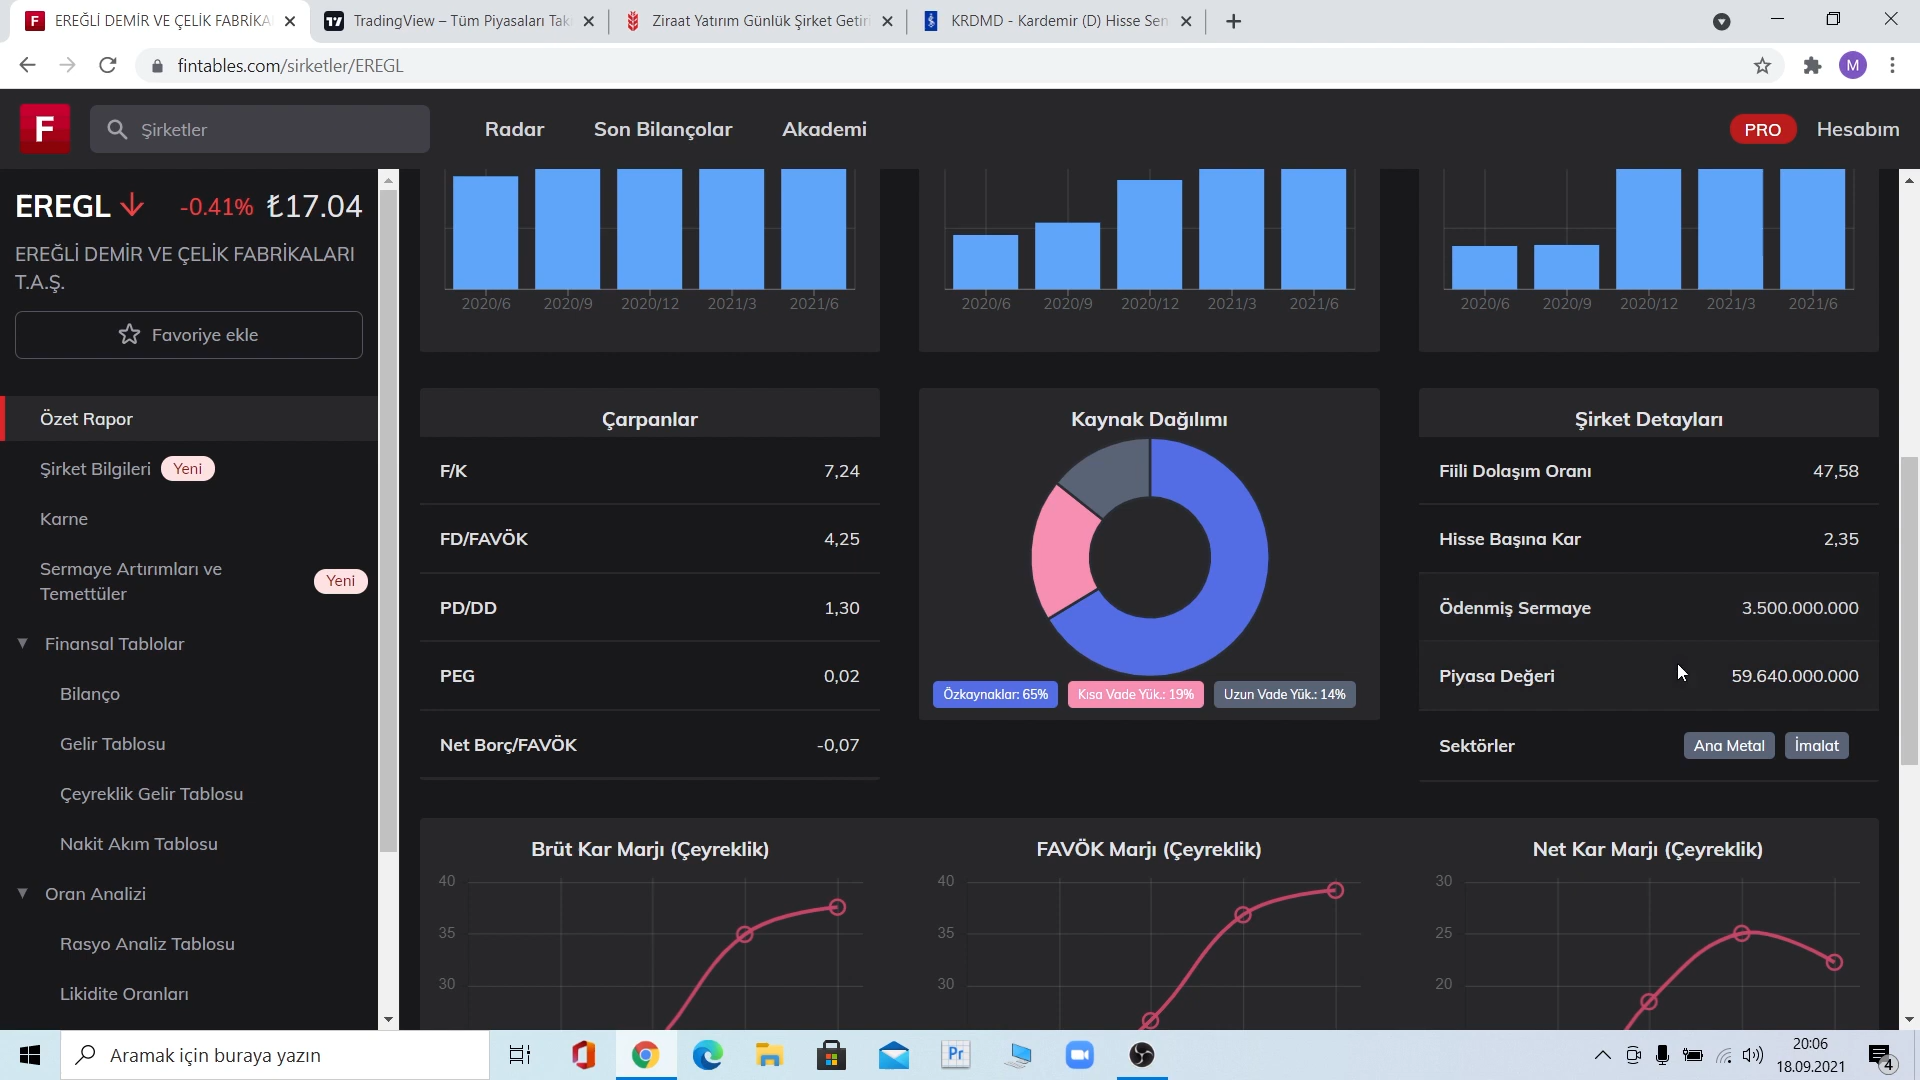 EREĞLİ DEMİR VE ÇELİK FABRİKA
TradingView – Tüm Piyasaları Tak
Ziraat Yatırım Günlük Şirket Getiri
KRDMD - Kardemir (D) Hisse Sen
fintables.com/sirketler/EREGL
M
F
Şirketler
Radar
Son Bilançolar
Akademi
PRO
Hesabım
EREGL
-0.41%
₺17.04
EREĞLİ DEMİR VE ÇELİK FABRİKALARI
T.A.Ş.
Favoriye ekle
Özet Rapor
Şirket Bilgileri Yeni
Karne
Sermaye Artırımları ve
Temettüler
Yeni
Finansal Tablolar
Bilanço
Gelir Tablosu
Çeyreklik Gelir Tablosu
Nakit Akım Tablosu
Oran Analizi
Rasyo Analiz Tablosu
Likidite Oranları
2020/6 2020/9 2020/12 2021/3 2021/6
2020/6 2020/9 2020/12 2021/3 2021/6
2020/6 2020/9 2020/12 2021/3 2021/6
Çarpanlar
F/K 7,24
FD/FAVÖK 4,25
PD/DD 1,30
PEG 0,02
Net Borç/FAVÖK -0,07
Kaynak Dağılımı
Özkaynaklar: 65%
Kısa Vade Yük.: 19%
Uzun Vade Yük.: 14%
Şirket Detayları
Fiili Dolaşım Oranı 47,58
Hisse Başına Kar 2,35
Ödenmiş Sermaye 3.500.000.000
Piyasa Değeri 59.640.000.000
Sektörler Ana Metal İmalat
Brüt Kar Marjı (Çeyreklik)
40
35
30
FAVÖK Marjı (Çeyreklik)
40
35
30
Net Kar Marjı (Çeyreklik)
30
25
20
Aramak için buraya yazın
Pr
20:06
18.09.2021
4